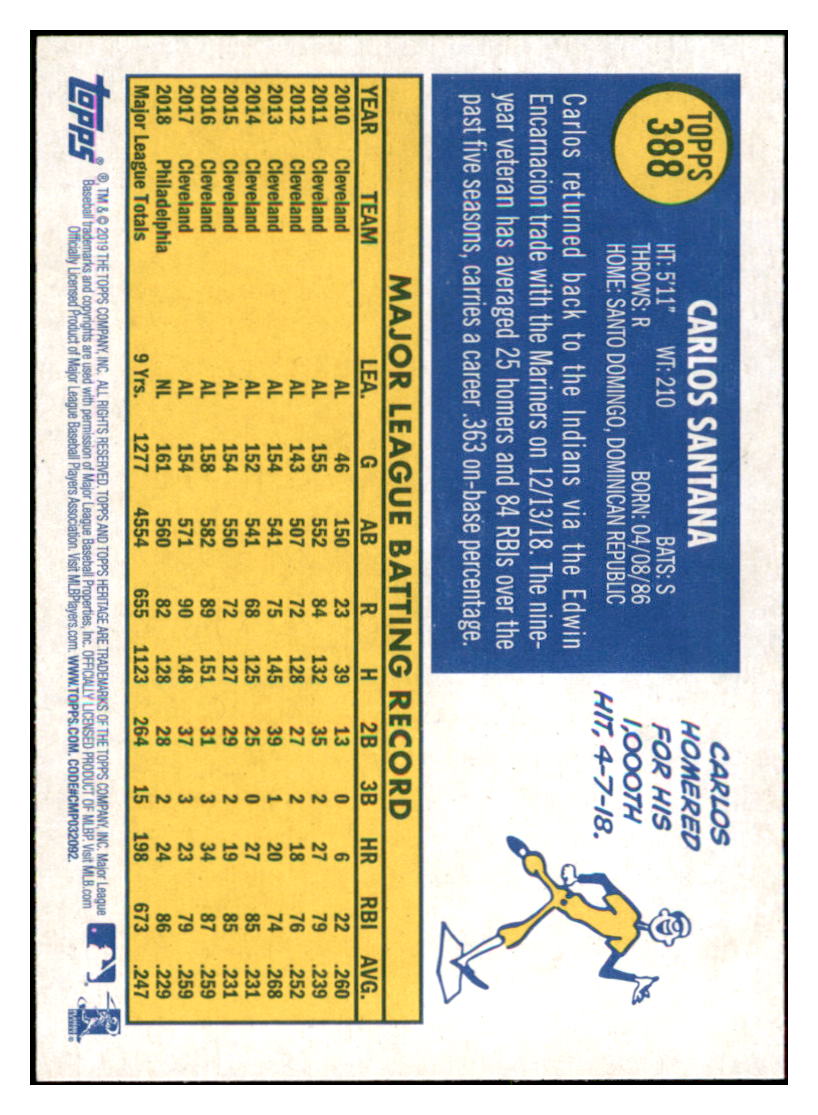 TOPPS
388
CARLOS SANTANA
HT: 5'11" WT: 210 BATS: S
THROWS: R BORN: 04/08/86
HOME: SANTO DOMINGO, DOMINICAN REPUBLIC
Carlos returned back to the Indians via the Edwin
Encarnacion trade with the Mariners on 12/13/18. The nine-
year veteran has averaged 25 homers and 84 RBIs over the
past five seasons, carries a career .363 on-base percentage.
CARLOS
HOMERED
FOR HIS
1,000TH
HIT, 4-7-18.
MAJOR LEAGUE BATTING RECORD
YEAR TEAM LEA. G AB R H 2B 3B HR RBI AVG.
2010 Cleveland AL 46 150 23 39 13 0 6 22 .260
2011 Cleveland AL 155 552 84 132 35 2 27 79 .239
2012 Cleveland AL 143 507 72 128 27 2 18 76 .252
2013 Cleveland AL 154 541 75 145 39 1 20 74 .268
2014 Cleveland AL 152 541 68 125 25 0 27 85 .231
2015 Cleveland AL 154 550 72 127 29 2 19 85 .231
2016 Cleveland AL 158 582 89 151 31 3 34 87 .259
2017 Cleveland AL 154 571 90 148 37 3 23 79 .259
2018 Philadelphia NL 161 560 82 128 28 2 24 86 .229
Major League Totals 9 Yrs. 1277 4554 655 1123 264 15 198 673 .247
topps®
®, TM & © 2019 THE TOPPS COMPANY, INC. ALL RIGHTS RESERVED. TOPPS AND TOPPS HERITAGE ARE TRADEMARKS OF THE TOPPS COMPANY, INC. Major League
Baseball trademarks and copyrights are used with permission of Major League Baseball Properties, Inc. OFFICIALLY LICENSED PRODUCT OF MLBP Visit MLB.com
Officially Licensed Product of Major League Baseball Players Association. Visit MLBPlayers.com. WWW.TOPPS.COM. CODE#CMP032092.